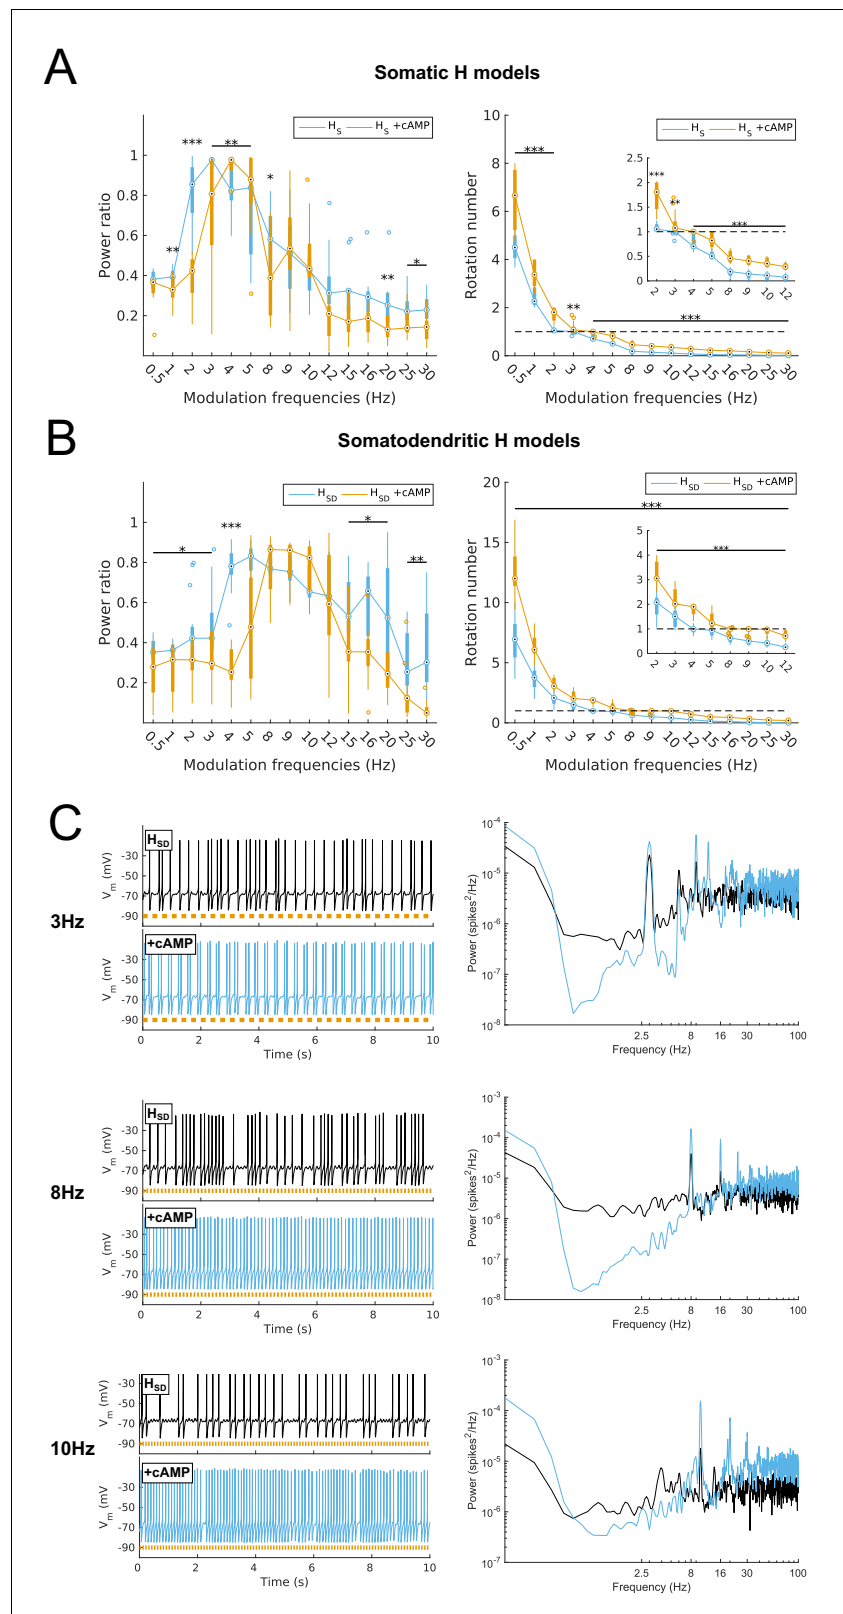 A
Somatic H models
H_S H_S +cAMP
Power ratio
1
0.8
0.6
0.4
0.2
** *** ** * ** *
0.5 1 2 3 4 5 8 9 10 12 15 16 20 25 30
Modulation frequencies (Hz)
H_S H_S +cAMP
Rotation number
10
8
6
4
2
0
*** ** ***
2.5
2
1.5
1
0.5
0
*** ** ***
2 3 4 5 8 9 10 12
0.5 1 2 3 4 5 8 9 10 12 15 16 20 25 30
Modulation frequencies (Hz)
B
Somatodendritic H models
H_SD H_SD +cAMP
Power ratio
1
0.8
0.6
0.4
0.2
* *** * **
0.5 1 2 3 4 5 8 9 10 12 15 16 20 25 30
Modulation frequencies (Hz)
H_SD H_SD +cAMP
Rotation number
20
15
10
5
0
***
5
4
3
2
1
0
***
2 3 4 5 8 9 10 12
0.5 1 2 3 4 5 8 9 10 12 15 16 20 25 30
Modulation frequencies (Hz)
C
3Hz
H_SD
V_m (mV)
-30
-50
-70
-90
+cAMP
V_m (mV)
-30
-50
-70
-90
0 2 4 6 8 10
Time (s)
Power (spikes²/Hz)
10⁻⁴
10⁻⁵
10⁻⁶
10⁻⁷
10⁻⁸
2.5 8 16 30 100
Frequency (Hz)
8Hz
H_SD
V_m (mV)
-30
-50
-70
-90
+cAMP
V_m (mV)
-30
-50
-70
-90
0 2 4 6 8 10
Time (s)
Power (spikes²/Hz)
10⁻³
10⁻⁴
10⁻⁵
10⁻⁶
10⁻⁷
10⁻⁸
2.5 8 16 30 100
Frequency (Hz)
10Hz
H_SD
V_m (mV)
-30
-50
-70
-90
+cAMP
V_m (mV)
-30
-50
-70
-90
0 2 4 6 8 10
Time (s)
Power (spikes²/Hz)
10⁻³
10⁻⁴
10⁻⁵
10⁻⁶
10⁻⁷
2.5 8 16 30 100
Frequency (Hz)